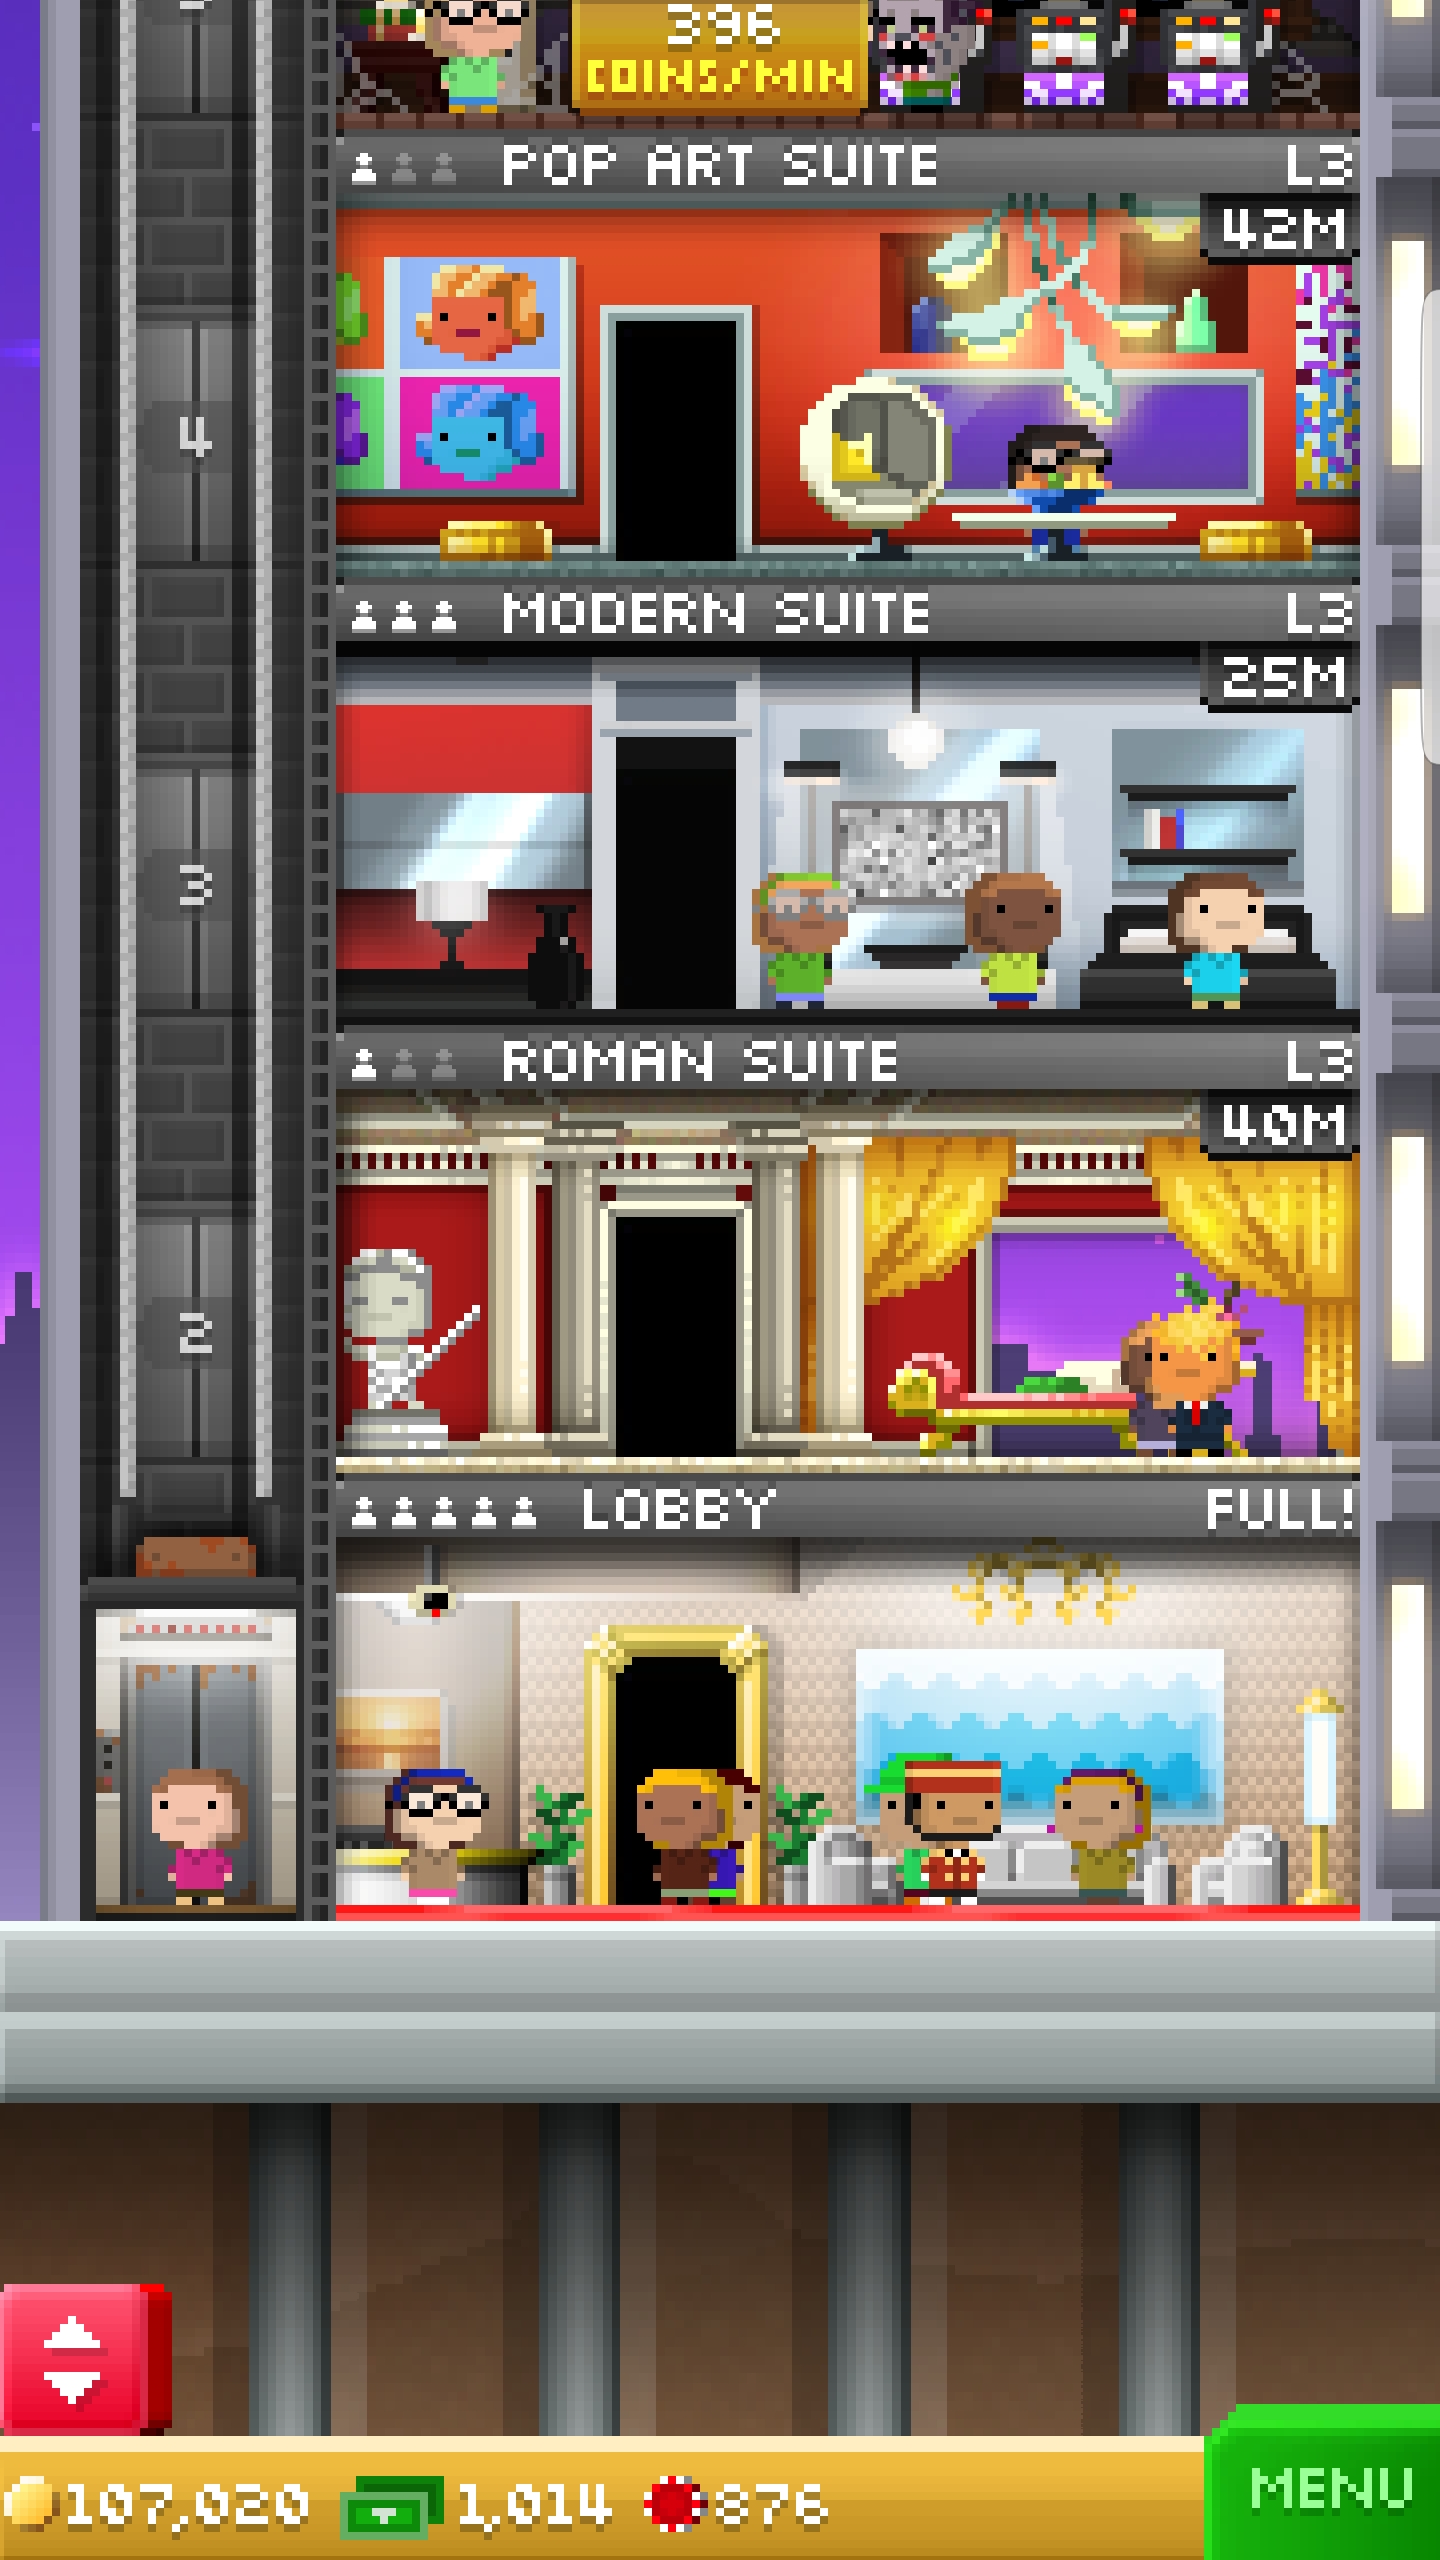 396
COINS/MIN
POP ART SUITE L3
42M
4
MODERN SUITE L3
25M
3
ROMAN SUITE L3
40M
2
LOBBY FULL!
107,020 1,014 876
MENU